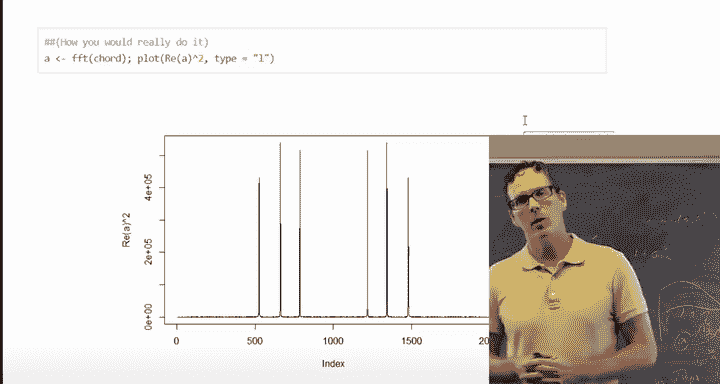 ##(How you would really do it)
a <- fft(chord); plot(Re(a)^2, type = "l")
Re(a)^2
4e+05
2e+05
0e+00
0 500 1000 1500
Index